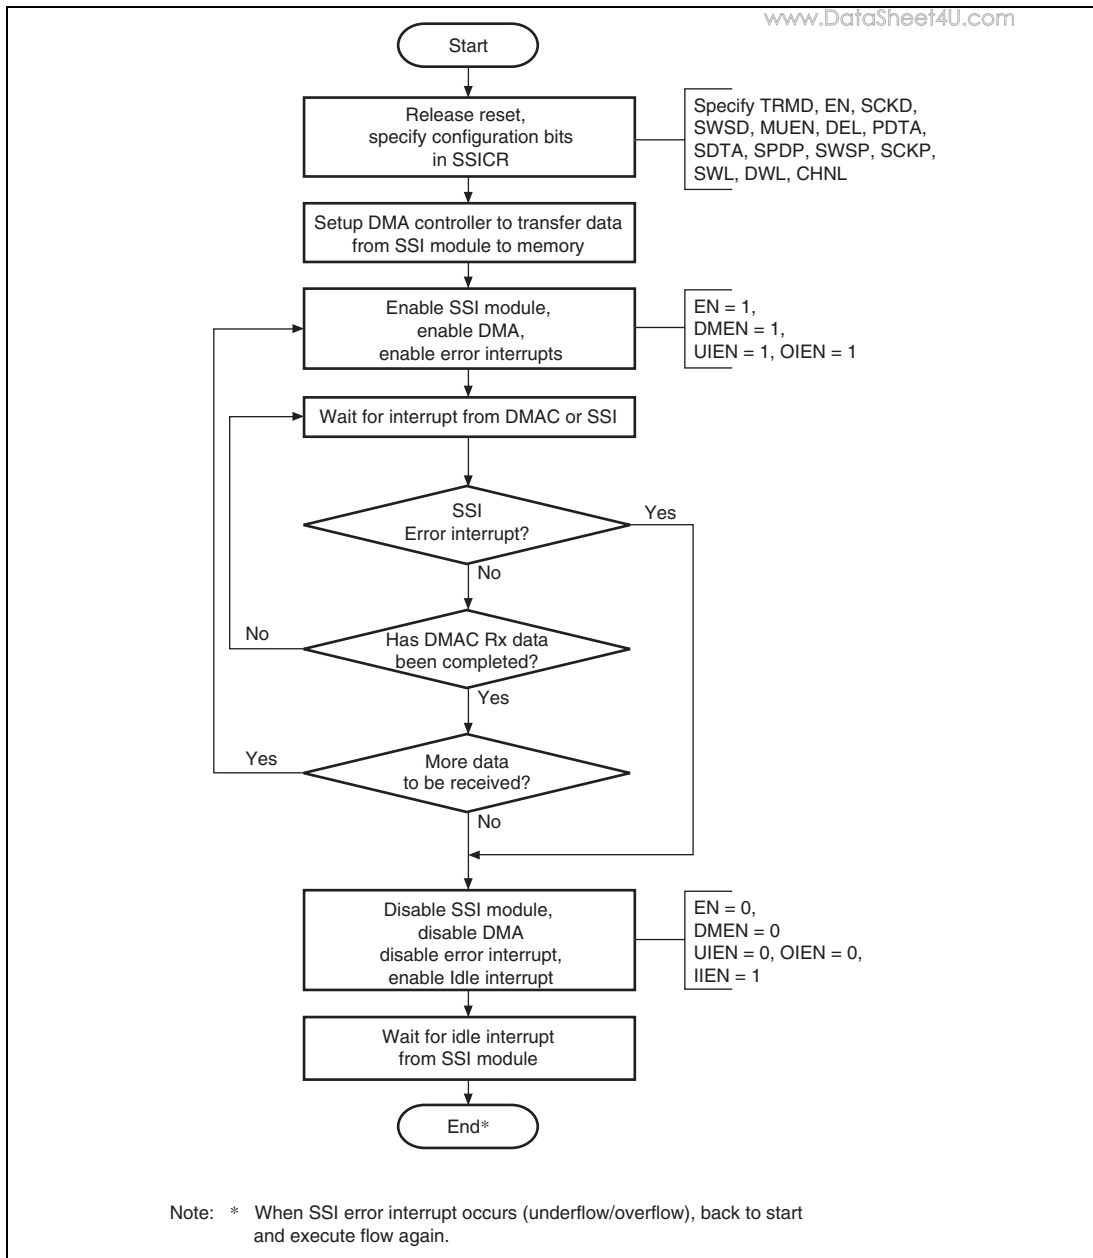 www.DataSheet4U.com
Start
Release reset,
specify configuration bits
in SSICR
Specify TRMD, EN, SCKD,
SWSD, MUEN, DEL, PDTA,
SDTA, SPDP, SWSP, SCKP,
SWL, DWL, CHNL
Setup DMA controller to transfer data
from SSI module to memory
Enable SSI module,
enable DMA,
enable error interrupts
EN = 1,
DMEN = 1,
UIEN = 1, OIEN = 1
Wait for interrupt from DMAC or SSI
SSI
Error interrupt?
Yes
No
Has DMAC Rx data
been completed?
No
Yes
More data
to be received?
Yes
No
Disable SSI module,
disable DMA
disable error interrupt,
enable Idle interrupt
EN = 0,
DMEN = 0
UIEN = 0, OIEN = 0,
IIEN = 1
Wait for idle interrupt
from SSI module
End*
Note: * When SSI error interrupt occurs (underflow/overflow), back to start
and execute flow again.